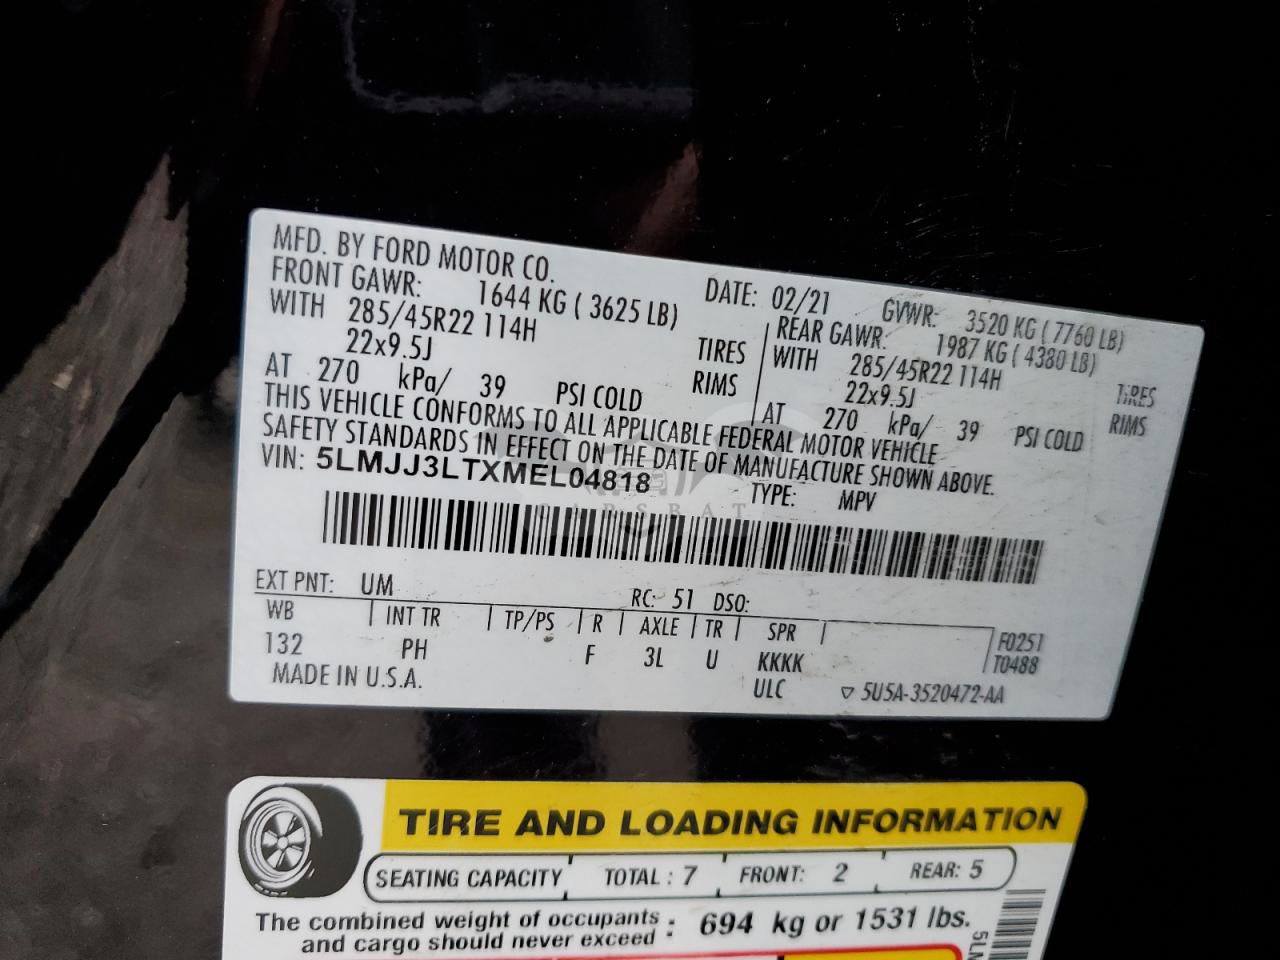 MFD. BY FORD MOTOR CO.
DATE: 02/21 GVWR: 3520 KG ( 7760 LB)
FRONT GAWR: 1644 KG ( 3625 LB)
WITH 285/45R22 114H TIRES
22x9.5J RIMS
AT 270 kPa/ 39 PSI COLD
REAR GAWR: 1987 KG ( 4380 LB)
WITH 285/45R22 114H TIRES
22x9.5J RIMS
AT 270 kPa/ 39 PSI COLD
THIS VEHICLE CONFORMS TO ALL APPLICABLE FEDERAL MOTOR VEHICLE
SAFETY STANDARDS IN EFFECT ON THE DATE OF MANUFACTURE SHOWN ABOVE.
VIN: 5LMJJ3LTXMEL04818 TYPE: MPV
CARSBAT
EXT PNT: UM RC: 51 DSO:
WB INT TR TP/PS R AXLE TR SPR F0251
132 PH F 3L U KKKK T0488
MADE IN U.S.A. ULC ▽ 5U5A-3520472-AA
TIRE AND LOADING INFORMATION
SEATING CAPACITY TOTAL : 7 FRONT: 2 REAR: 5
The combined weight of occupants
and cargo should never exceed : 694 kg or 1531 lbs.
5LM